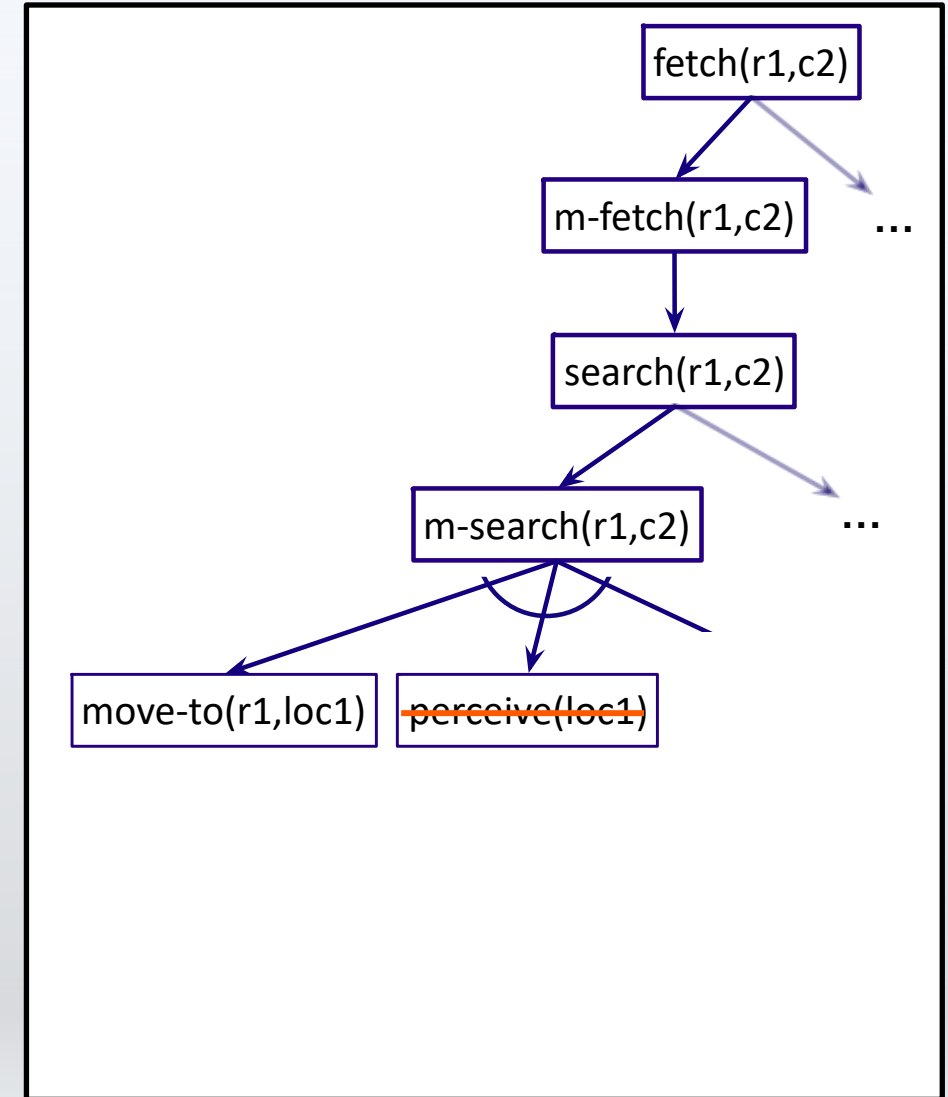 fetch(r1,c2)
m-fetch(r1,c2)
...
search(r1,c2)
m-search(r1,c2)
...
move-to(r1,loc1)
perceive(loc1)